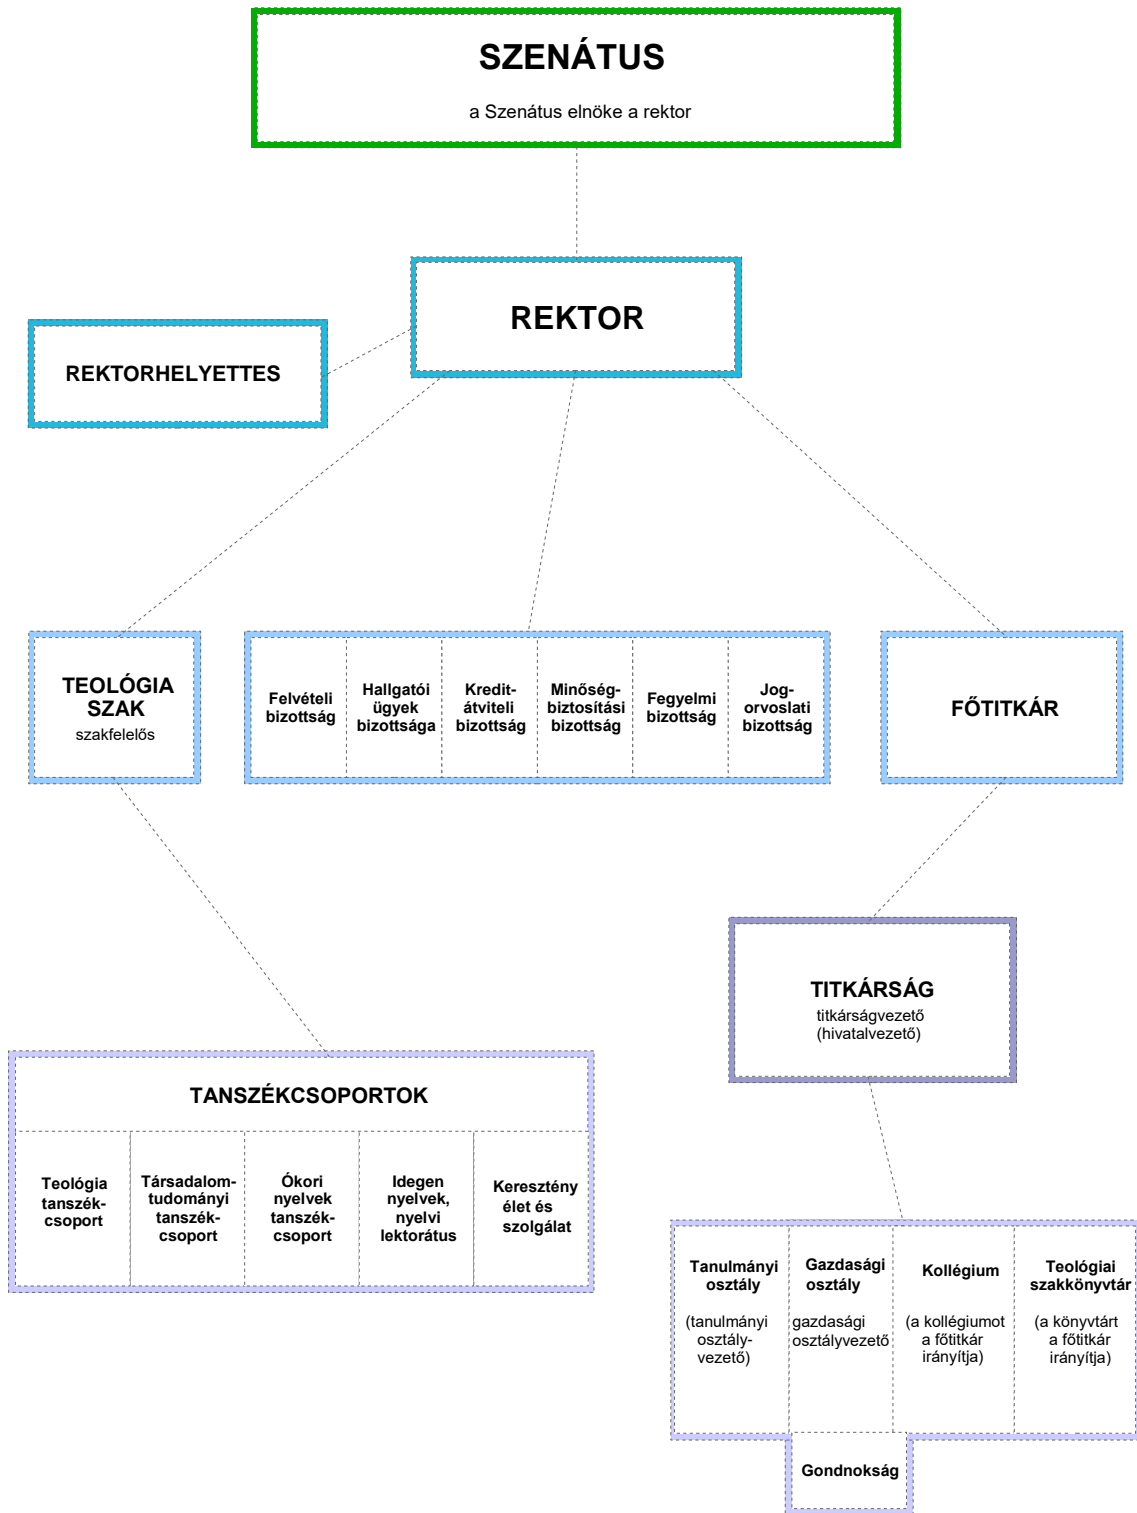 SZENÁTUS
a Szenátus elnöke a rektor
REKTOR
REKTORHELYETTES
TEOLÓGIA
SZAK
szakfelelős
Felvételi
bizottság
Hallgatói
ügyek
bizottsága
Kredit-
átviteli
bizottság
Minőség-
biztosítási
bizottság
Fegyelmi
bizottság
Jog-
orvoslati
bizottság
FŐTITKÁR
TITKÁRSÁG
titkárságvezető
(hivatalvezető)
TANSZÉKCSOPORTOK
Teológia
tanszék-
csoport
Társadalom-
tudományi
tanszék-
csoport
Ókori
nyelvek
tanszék-
csoport
Idegen
nyelvek,
nyelvi
lektorátus
Keresztény
élet és
szolgálat
Tanulmányi
osztály
(tanulmányi
osztály-
vezető)
Gazdasági
osztály
gazdasági
osztályvezető
Kollégium
(a kollégiumot
a főtitkár
irányítja)
Teológiai
szakkönyvtár
(a könyvtárt
a főtitkár
irányítja)
Gondnokság